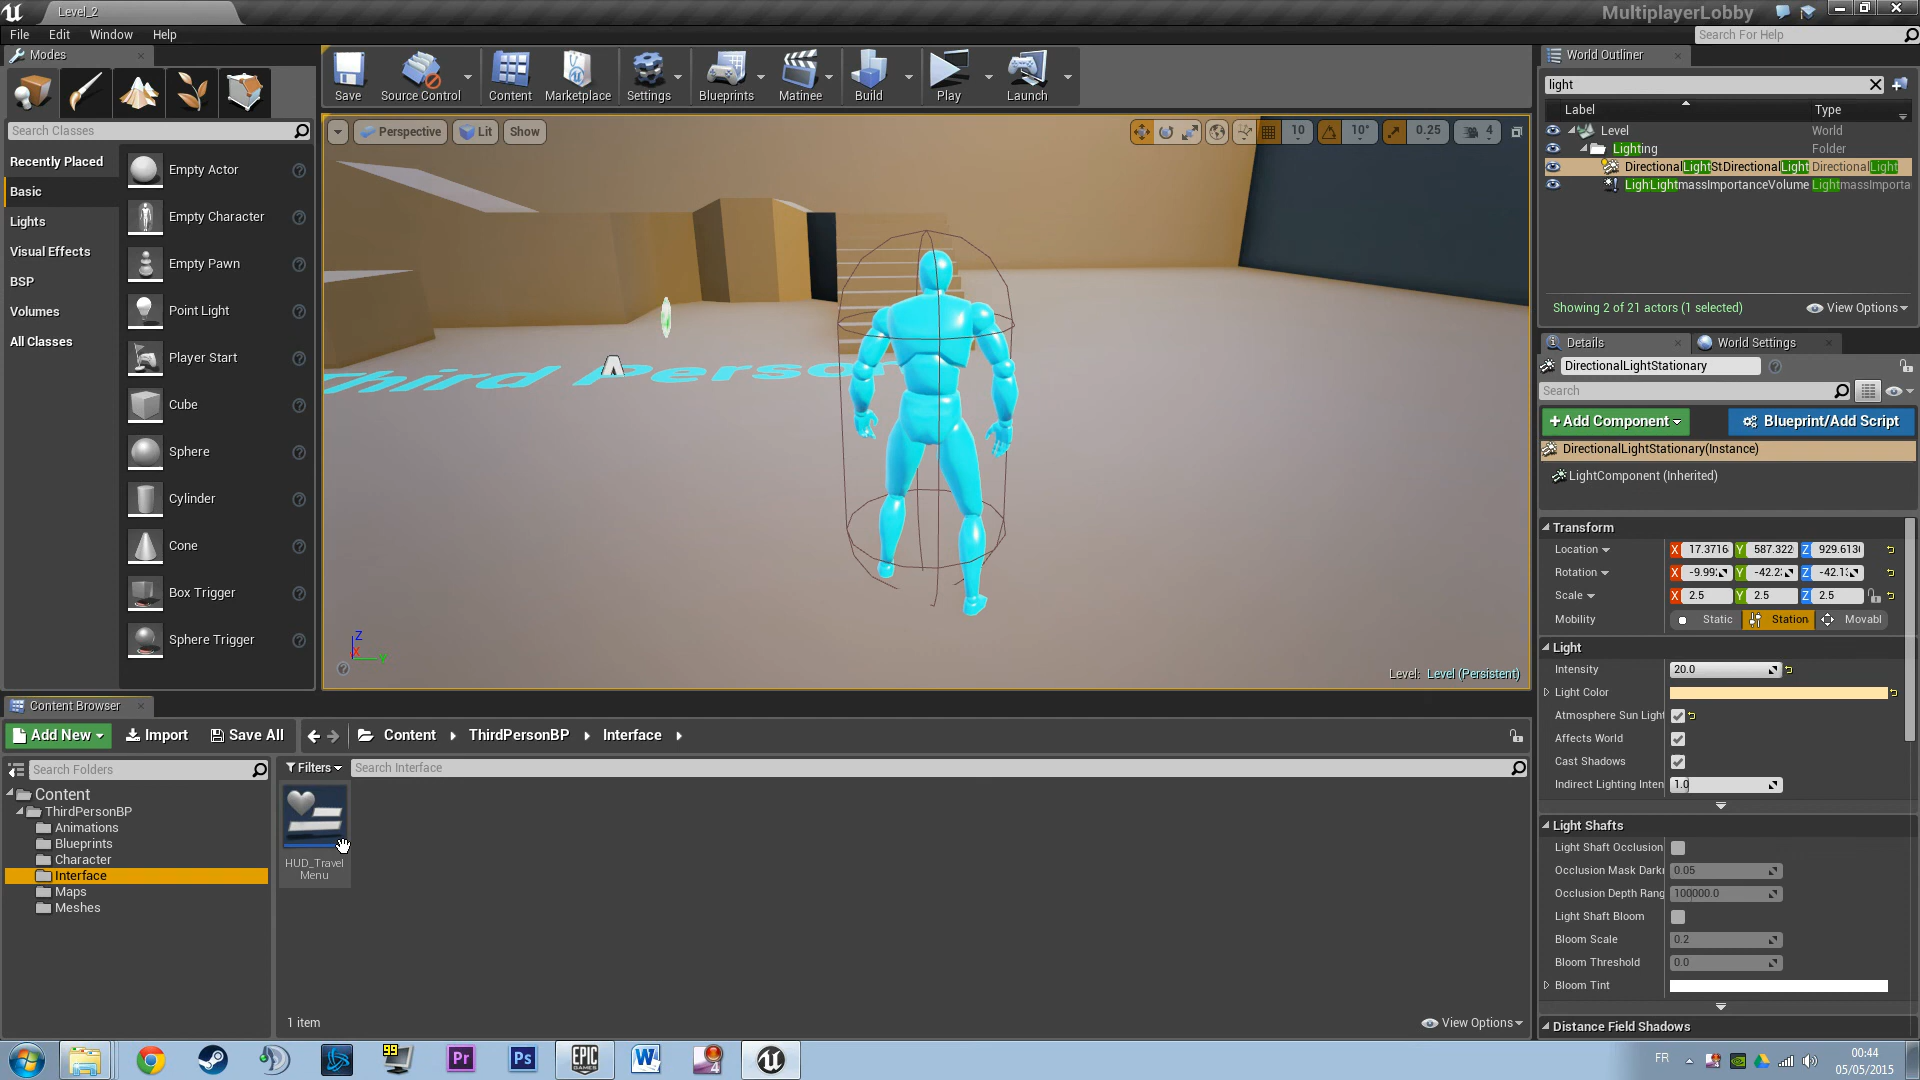 Level_2
MultiplayerLobby
File Edit Window Help
Search For Help
Modes
Search Classes
Recently Placed
Basic
Lights
Visual Effects
BSP
Volumes
All Classes
Empty Actor
Empty Character
Empty Pawn
Point Light
Player Start
Cube
Sphere
Cylinder
Cone
Box Trigger
Sphere Trigger
Save Source Control Content Marketplace Settings Blueprints Matinee Build Play Launch
Perspective Lit Show
10 10° 0.25 4
Third Perso
Z
X
Y
Level: Level (Persistent)
World Outliner
light
Label Type
Level World
Lighting Folder
DirectionalLightStDirectionalLight DirectionalLight
LighLightmassImportanceVolume LightmassImporta
Showing 2 of 21 actors (1 selected) View Options
Details World Settings
DirectionalLightStationary
Search
+Add Component Blueprint/Add Script
DirectionalLightStationary(Instance)
LightComponent (Inherited)
Transform
Location X 17.3716 Y 587.322 Z
Rotation X Y Z
Scale X 2.5 Y 2.5 Z 2.5
Mobility Static Station Movabl
Light
Intensity 20.0
Light Color
Atmosphere Sun Light
Affects World
Cast Shadows
Indirect Lighting Inten 1.0
Light Shafts
Light Shaft Occlusion
Occlusion Mask Dark 0.05
Occlusion Depth Rang 100000.0
Light Shaft Bloom
Bloom Scale 0.2
Bloom Threshold 0.0
Bloom Tint
Distance Field Shadows
Content Browser
Add New Import Save All Content ThirdPersonBP Interface
Search Folders
Filters Search Interface
Content
ThirdPersonBP
Animations
Blueprints
Character
Interface
Maps
Meshes
HUD_Travel
Menu
1 item View Options
99 Pr Ps EPIC GAMES W 4
FR
00:44
05/05/2015